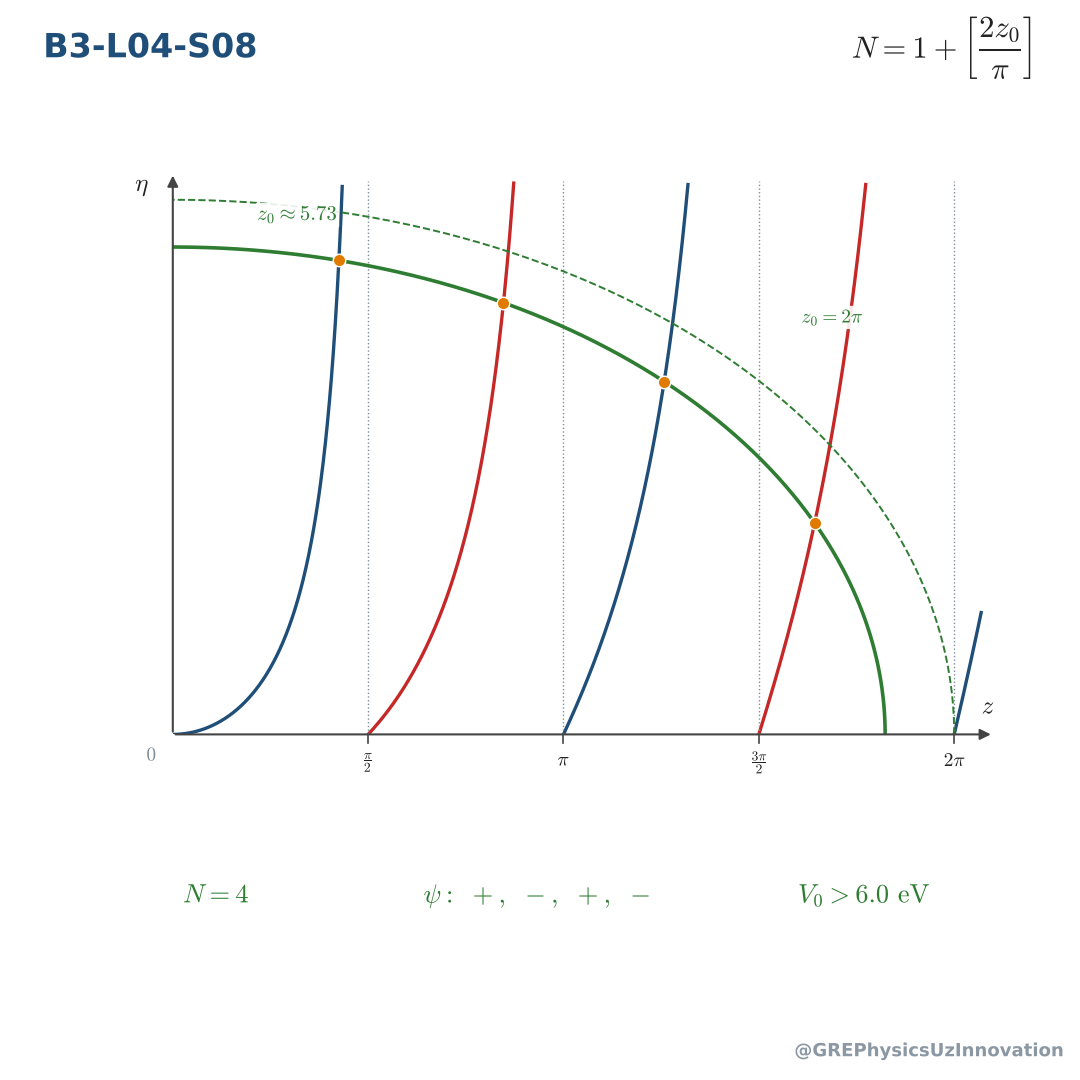 B3-L04-S08
N = 1 + [2z₀/π]
η
z₀ ≈ 5.73
z₀ = 2π
z
0
π/2
π
3π/2
2π
N = 4
ψ: +, −, +, −
V₀ > 6.0 eV
@GREPhysicsUzInnovation